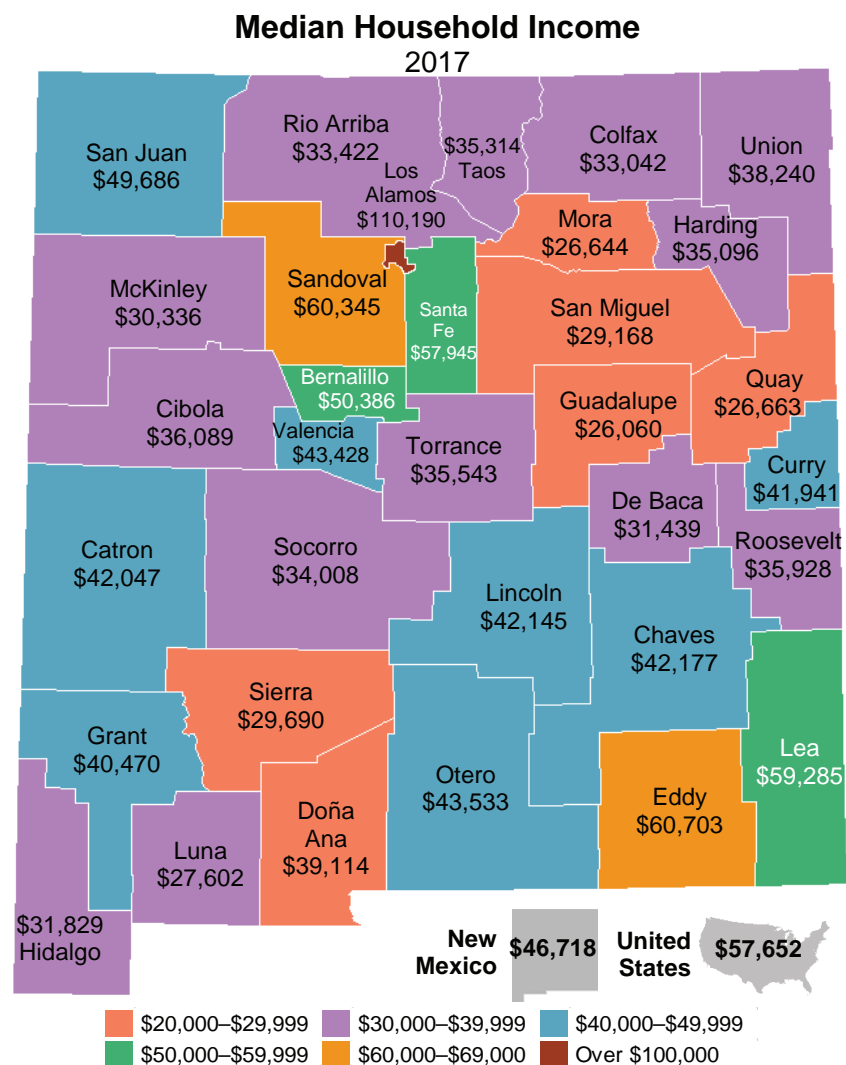 Median Household Income
2017
San Juan
$49,686
Rio Arriba
$33,422
Los
Alamos
$110,190
$35,314
Taos
Colfax
$33,042
Union
$38,240
Mora
$26,644
Harding
$35,096
McKinley
$30,336
Sandoval
$60,345
Santa
Fe
$57,945
San Miguel
$29,168
Bernalillo
$50,386
Cibola
$36,089
Valencia
$43,428
Torrance
$35,543
Guadalupe
$26,060
Quay
$26,663
Curry
$41,941
De Baca
$31,439
Roosevelt
$35,928
Catron
$42,047
Socorro
$34,008
Lincoln
$42,145
Chaves
$42,177
Sierra
$29,690
Grant
$40,470
Otero
$43,533
Lea
$59,285
Eddy
$60,703
Doña
Ana
$39,114
Luna
$27,602
$31,829
Hidalgo
New
Mexico
$46,718
United
States
$57,652
$20,000–$29,999
$30,000–$39,999
$40,000–$49,999
$50,000–$59,999
$60,000–$69,000
Over $100,000